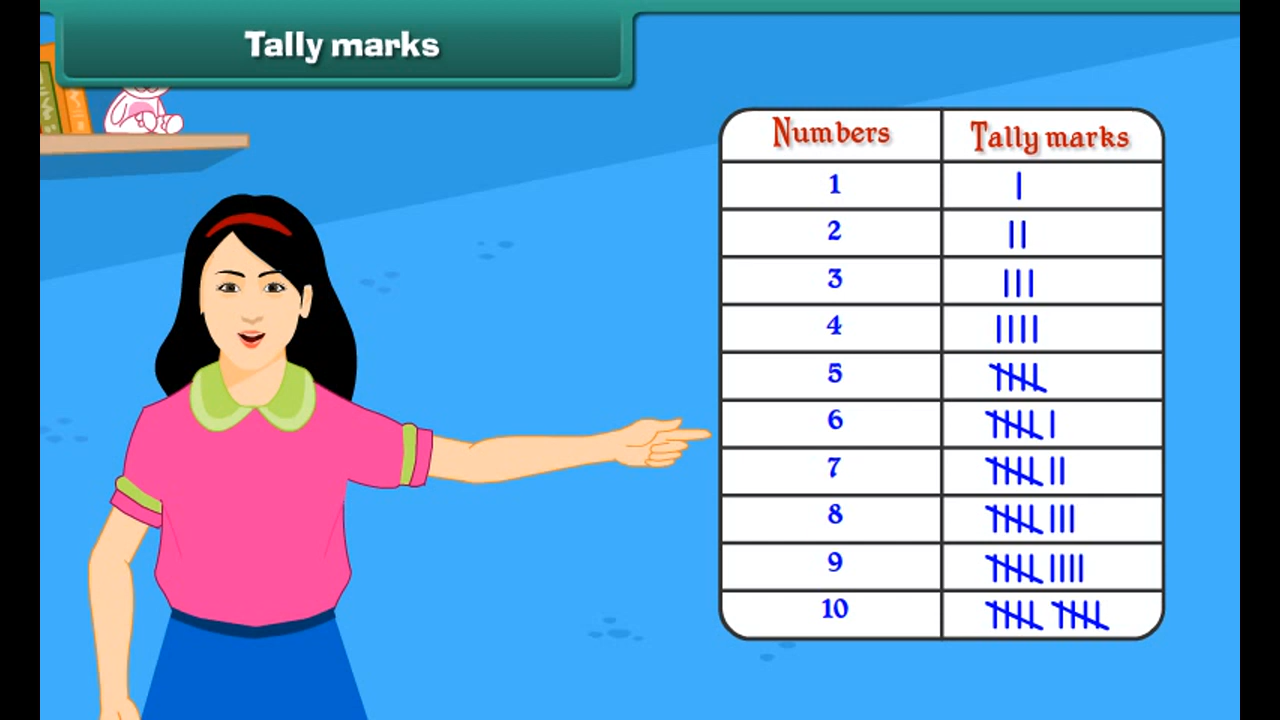 Tally marks
Numbers Tally marks
1 |
2 ||
3 |||
4 ||||
5 𝍸
6 𝍸 |
7 𝍸 ||
8 𝍸 |||
9 𝍸 ||||
10 𝍸 𝍸